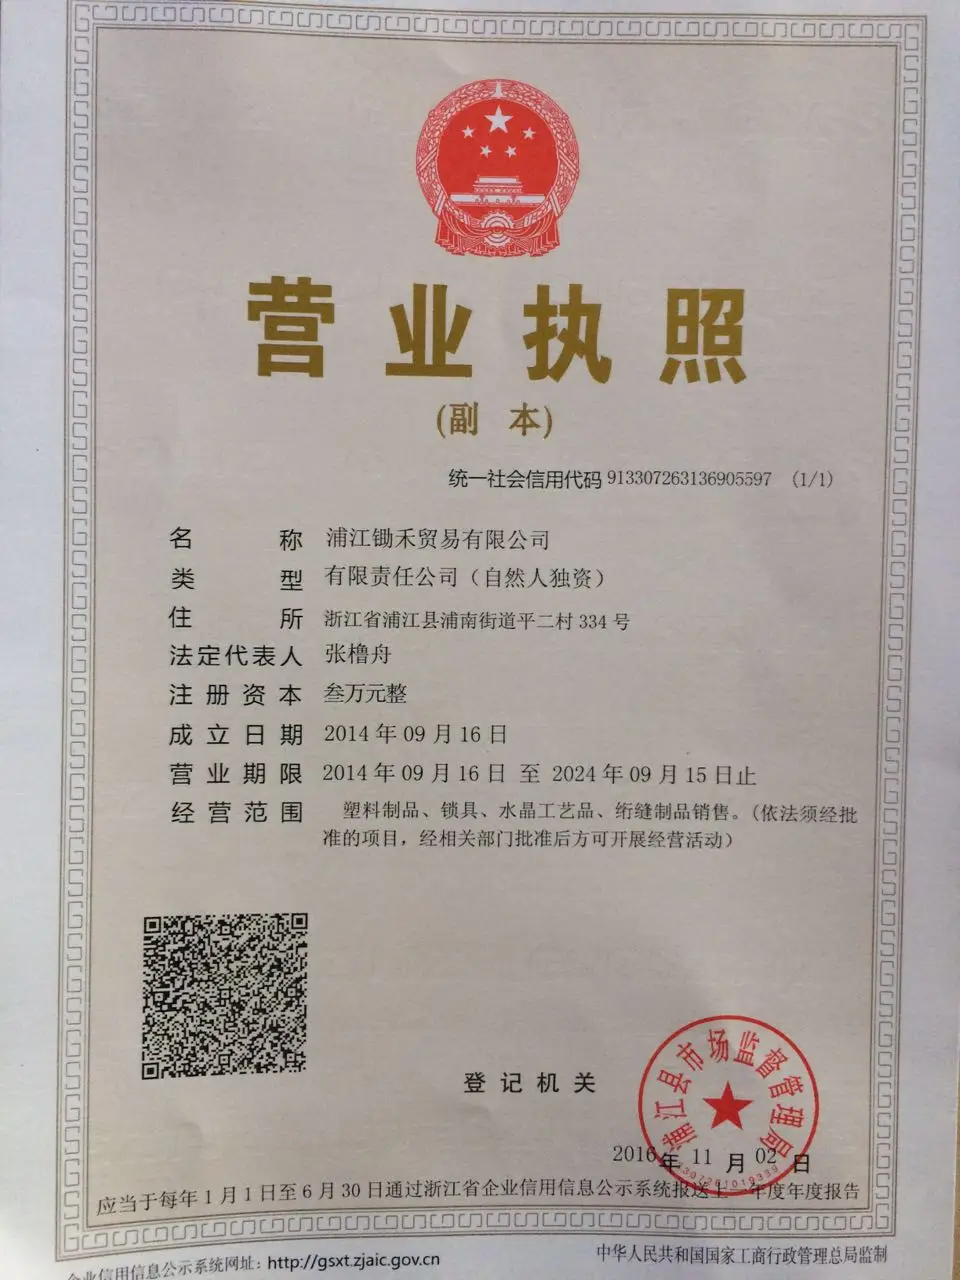 营业执照
(副 本)
统一社会信用代码 913307263136905597 (1/1)
名 称 浦江锄禾贸易有限公司
类 型 有限责任公司（自然人独资）
住 所 浙江省浦江县浦南街道平二村 334 号
法定代表人 张橹舟
注册资本 叁万元整
成立日期 2014 年 09 月 16 日
营业期限 2014 年 09 月 16 日 至 2024 年 09 月 15 日止
经营范围 塑料制品、锁具、水晶工艺品、绗缝制品销售。（依法须经批
准的项目，经相关部门批准后方可开展经营活动）
登记机关
浦江县市场监督管理局
2016 年 11 月 02 日
应当于每年 1 月 1 日至 6 月 30 日通过浙江省企业信用信息公示系统报送上一年度年度报告
企业信用信息公示系统网址: http://gsxt.zjaic.gov.cn
中华人民共和国国家工商行政管理总局监制